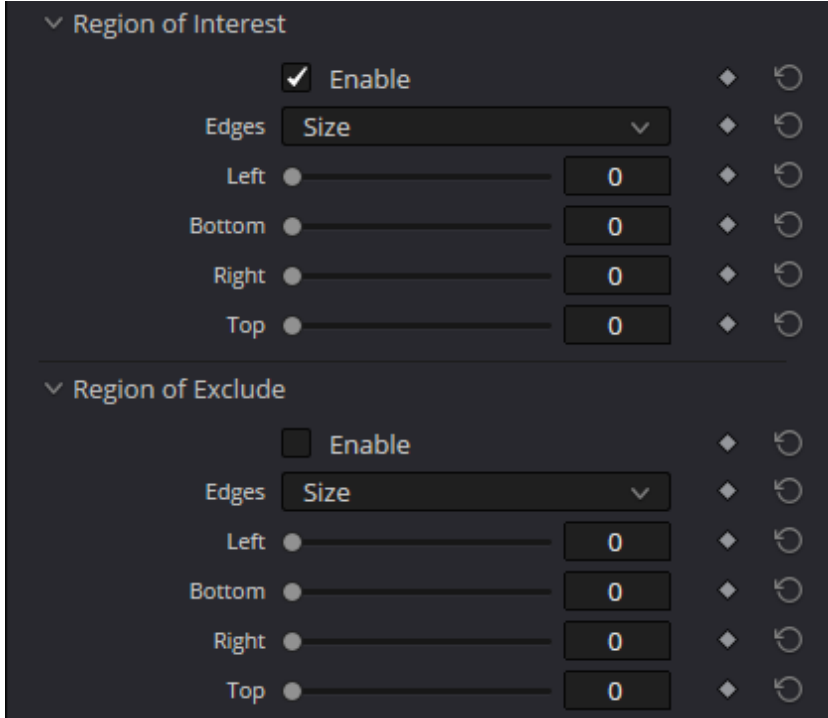 Region of Interest
Enable
Edges Size
Left 0
Bottom 0
Right 0
Top 0
Region of Exclude
Enable
Edges Size
Left 0
Bottom 0
Right 0
Top 0